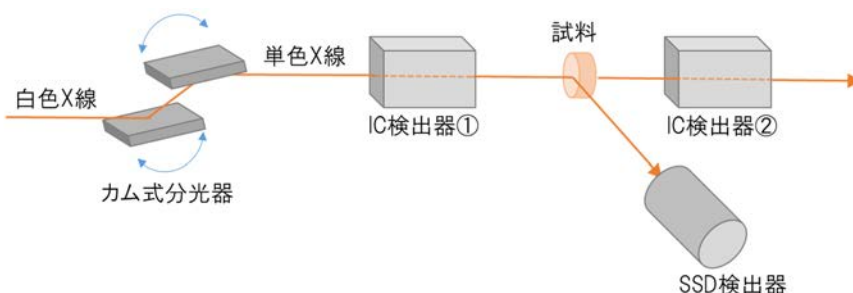 試料
単色X線
白色X線
IC検出器①
IC検出器②
カム式分光器
SSD検出器